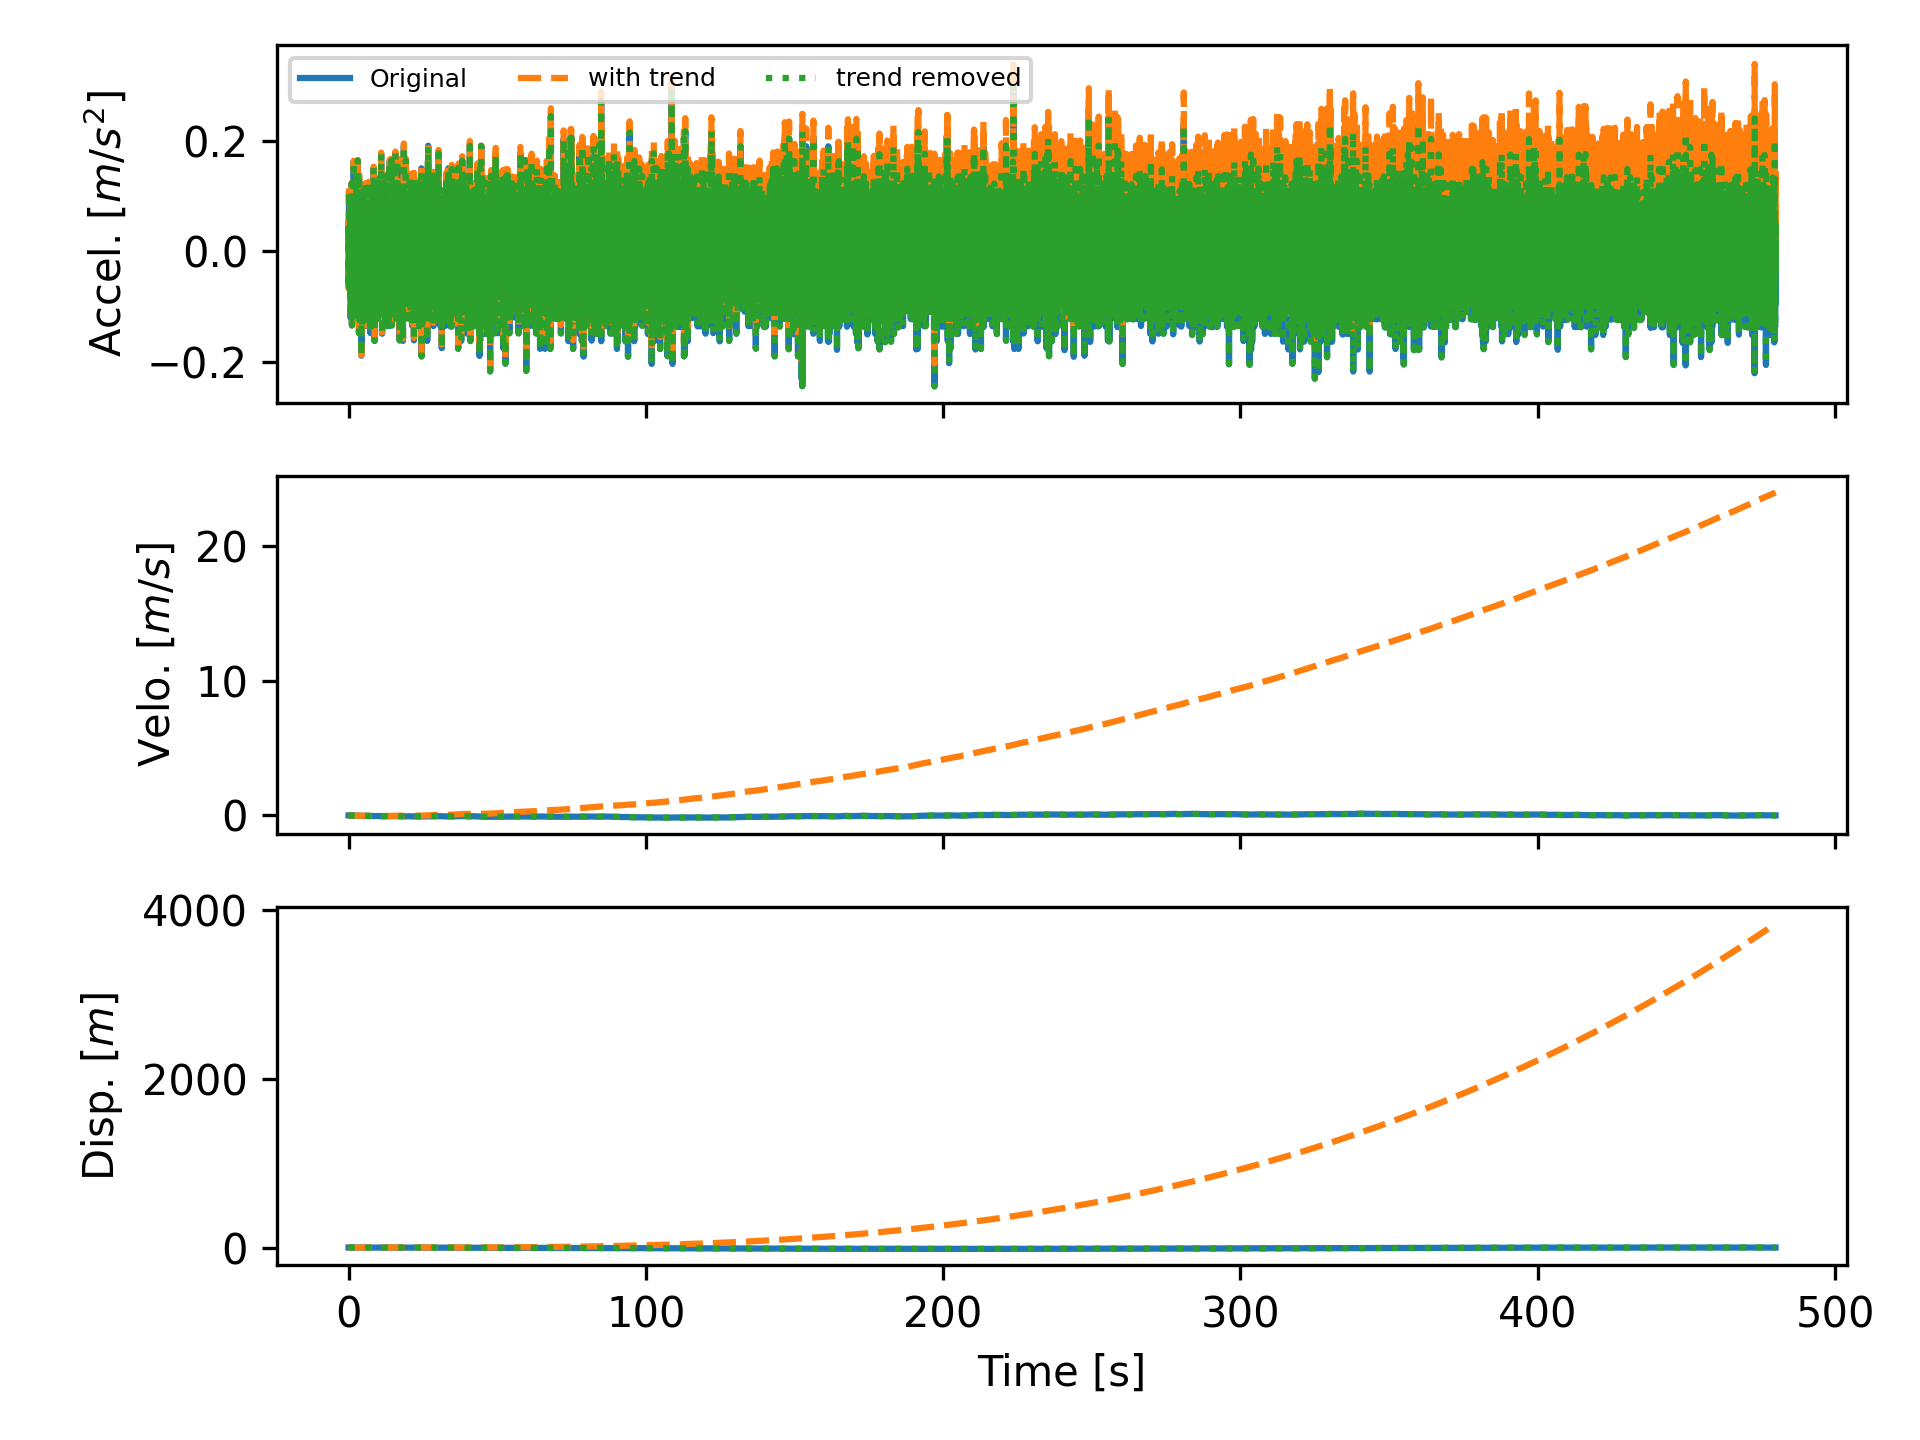 Original with trend trend removed
Accel. [m/s²]
0.2
0.0
−0.2
Velo. [m/s]
20
10
0
Disp. [m]
4000
2000
0
0 100 200 300 400 500
Time [s]